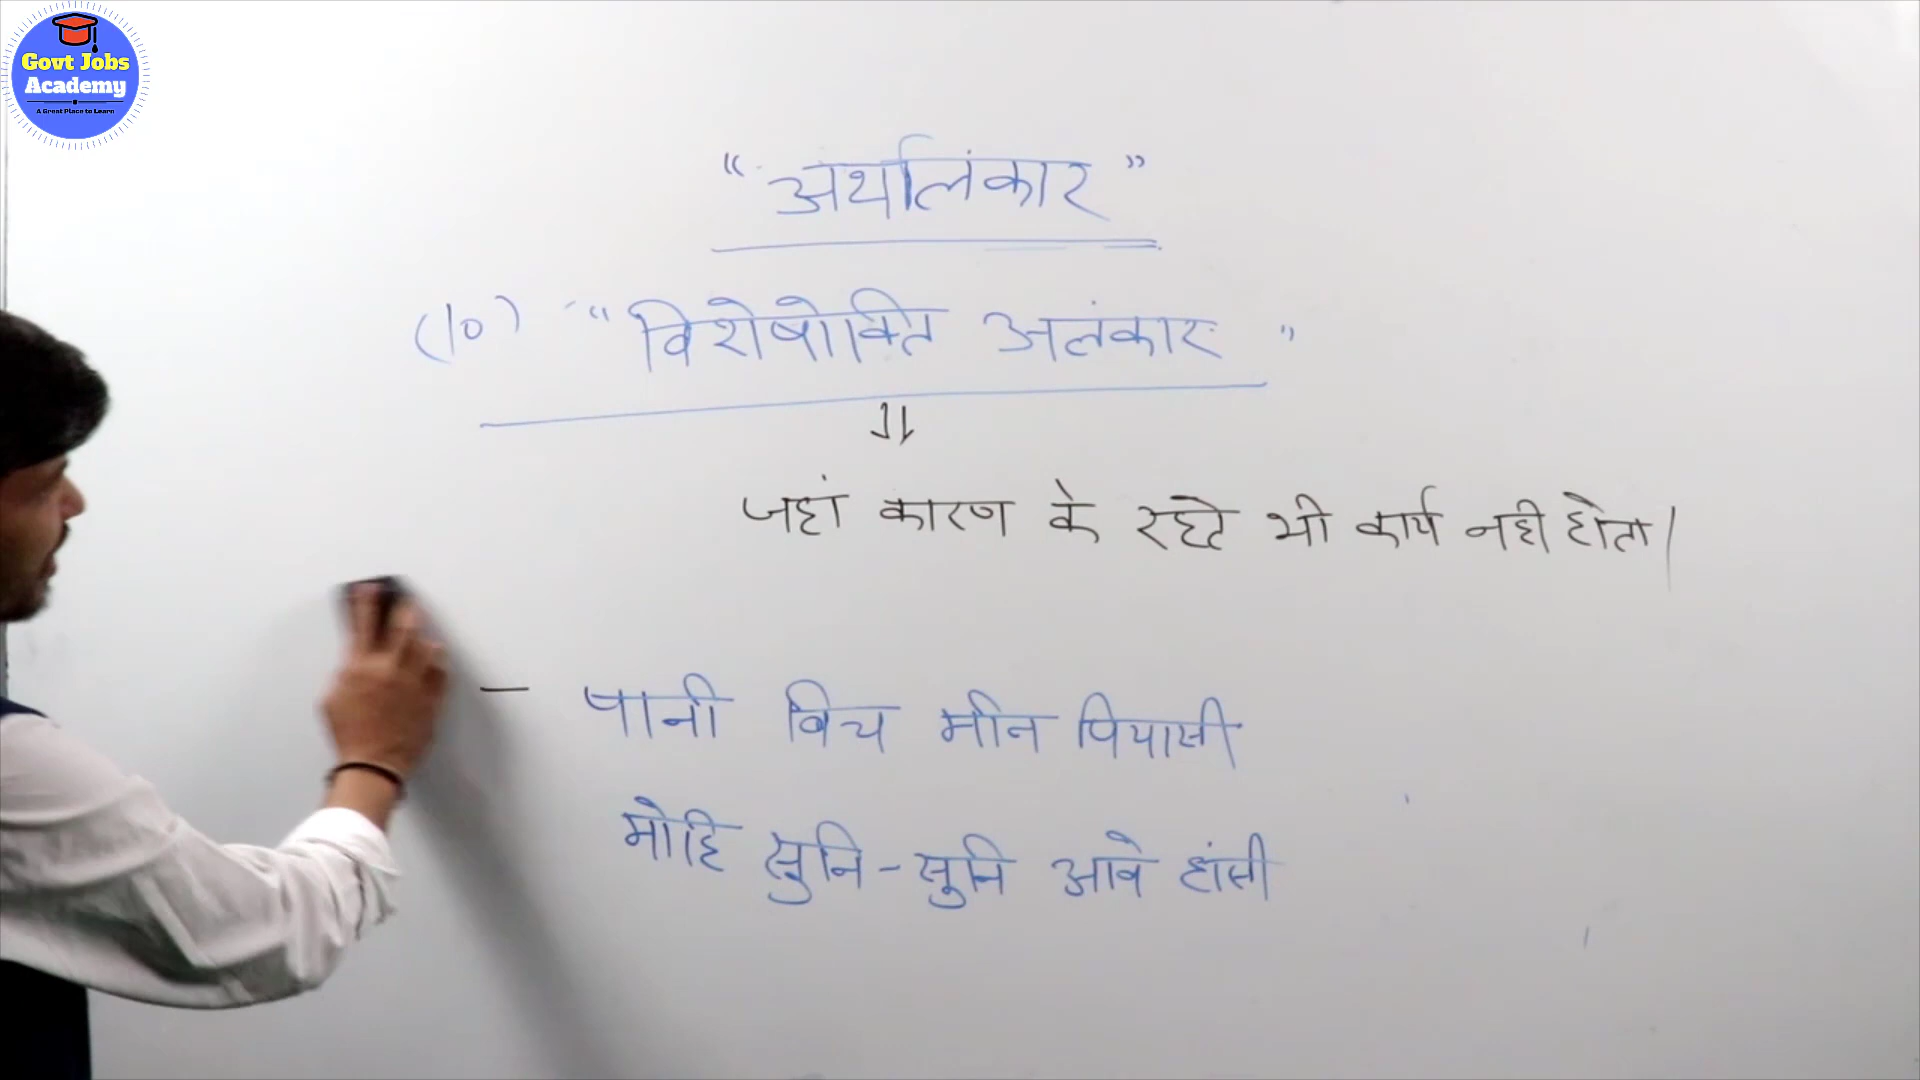 Govt Jobs
Academy
A Great Place to Learn
"अर्थालंकार"
(10) "विशेषोक्ति अलंकार"
जहां कारण के रहते भी कार्य नही होता।
- पानी बिच मीन पियासी
मोहि सुनि-सुनि आवे हांसी